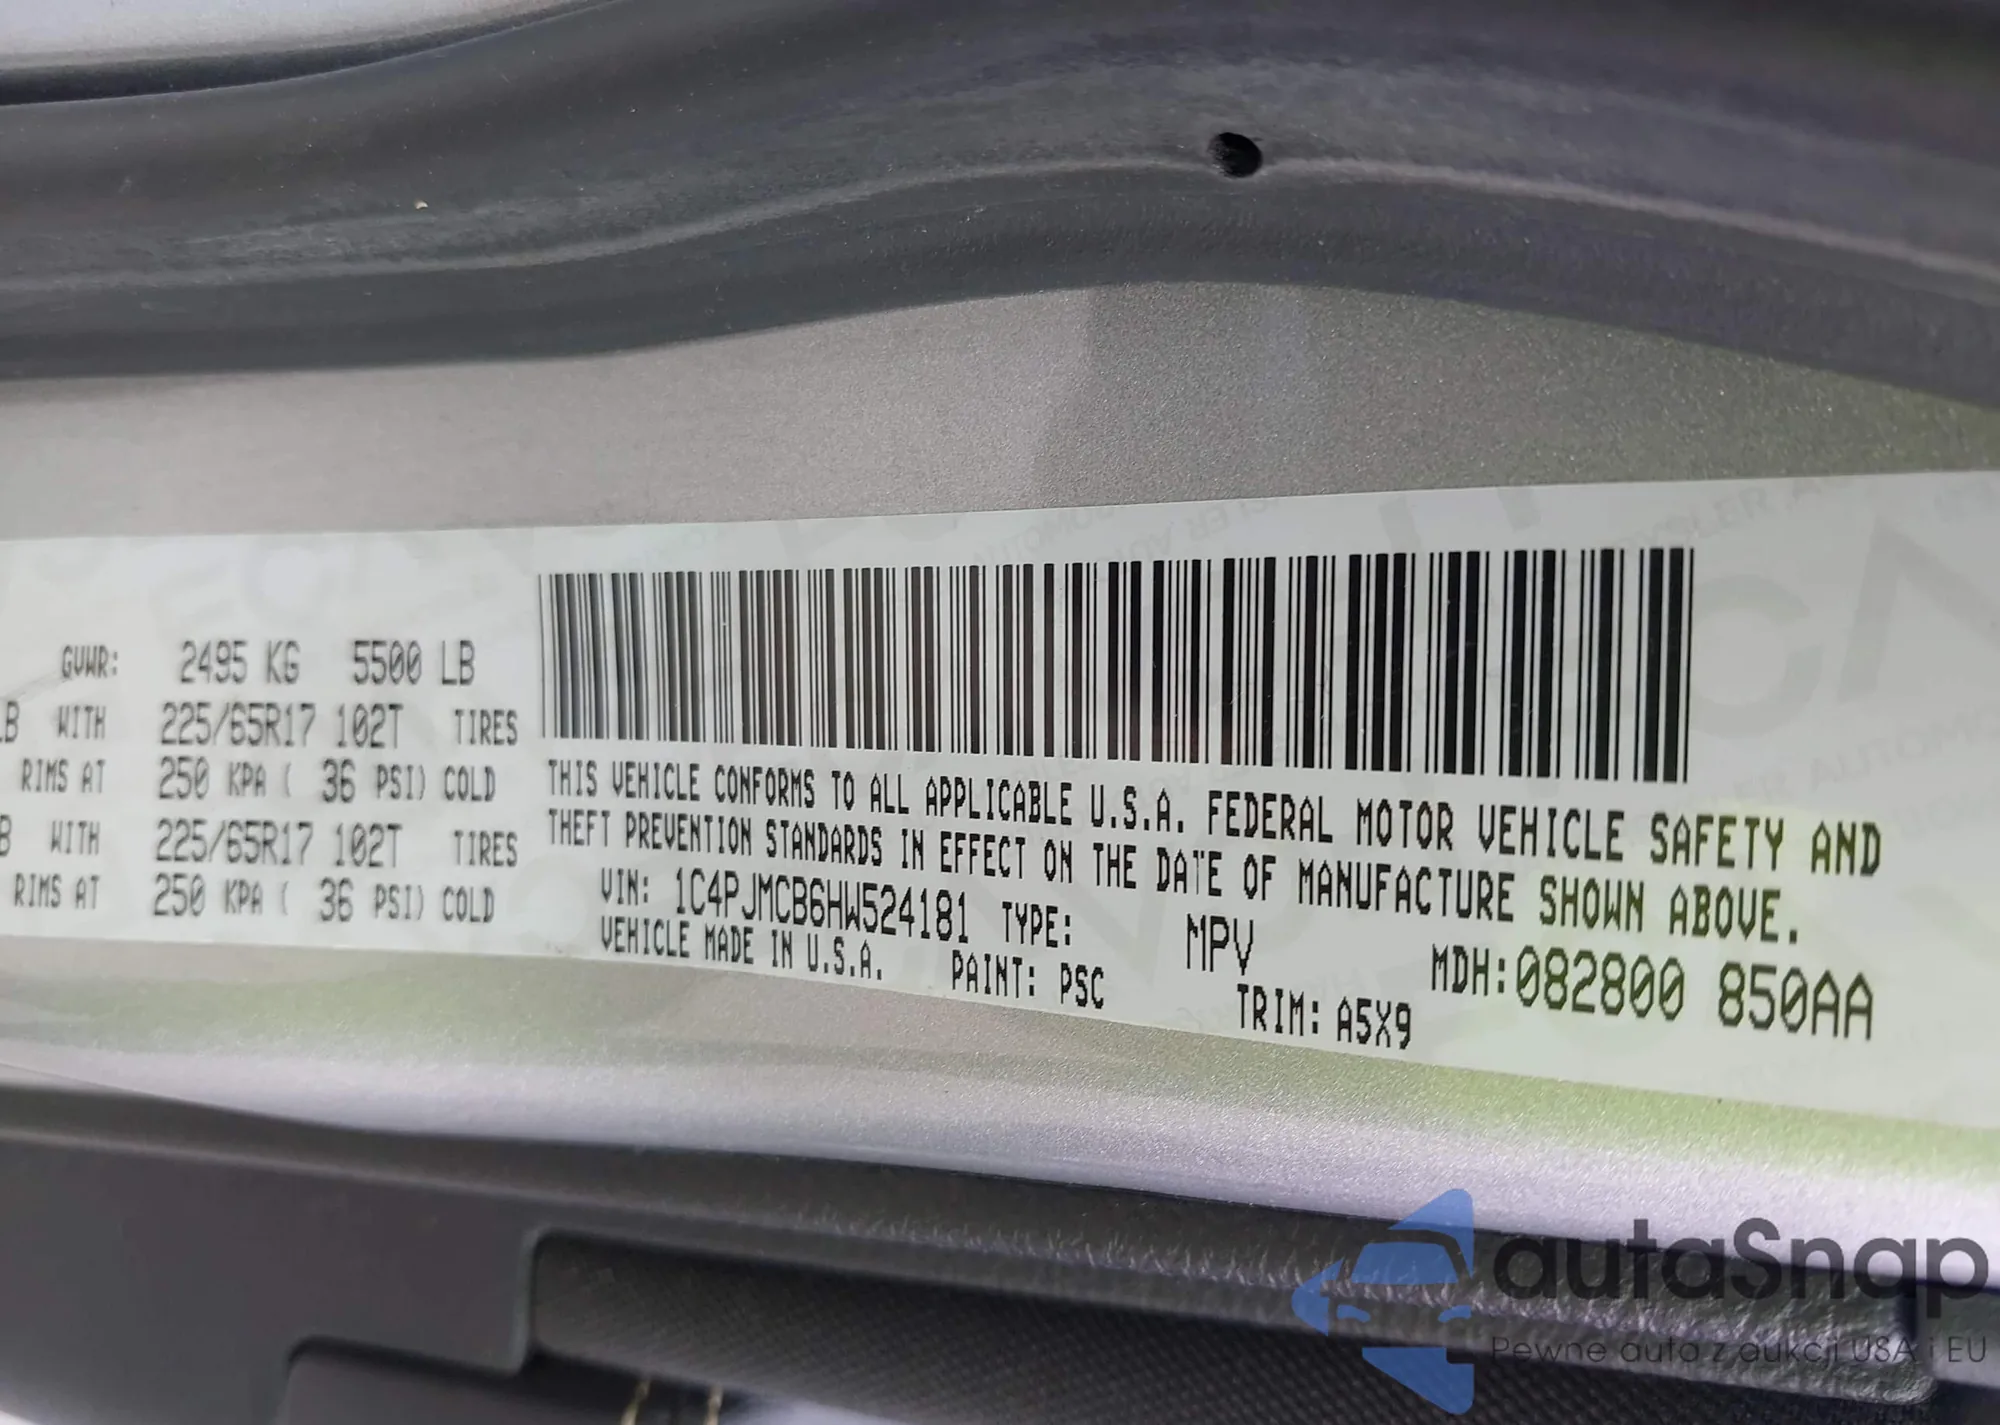 GVWR: 2495 KG 5500 LB
LB WITH 225/65R17 102T TIRES
RIMS AT 250 KPA ( 36 PSI) COLD
B WITH 225/65R17 102T TIRES
RIMS AT 250 KPA ( 36 PSI) COLD
THIS VEHICLE CONFORMS TO ALL APPLICABLE U.S.A. FEDERAL MOTOR VEHICLE SAFETY AND
THEFT PREVENTION STANDARDS IN EFFECT ON THE DATE OF MANUFACTURE SHOWN ABOVE.
VIN: 1C4PJMCB6HW524181 TYPE: MPV MDH:082800 850AA
VEHICLE MADE IN U.S.A. PAINT: PSC TRIM: A5X9
autaSnap
Pewne auta z aukcji USA i EU